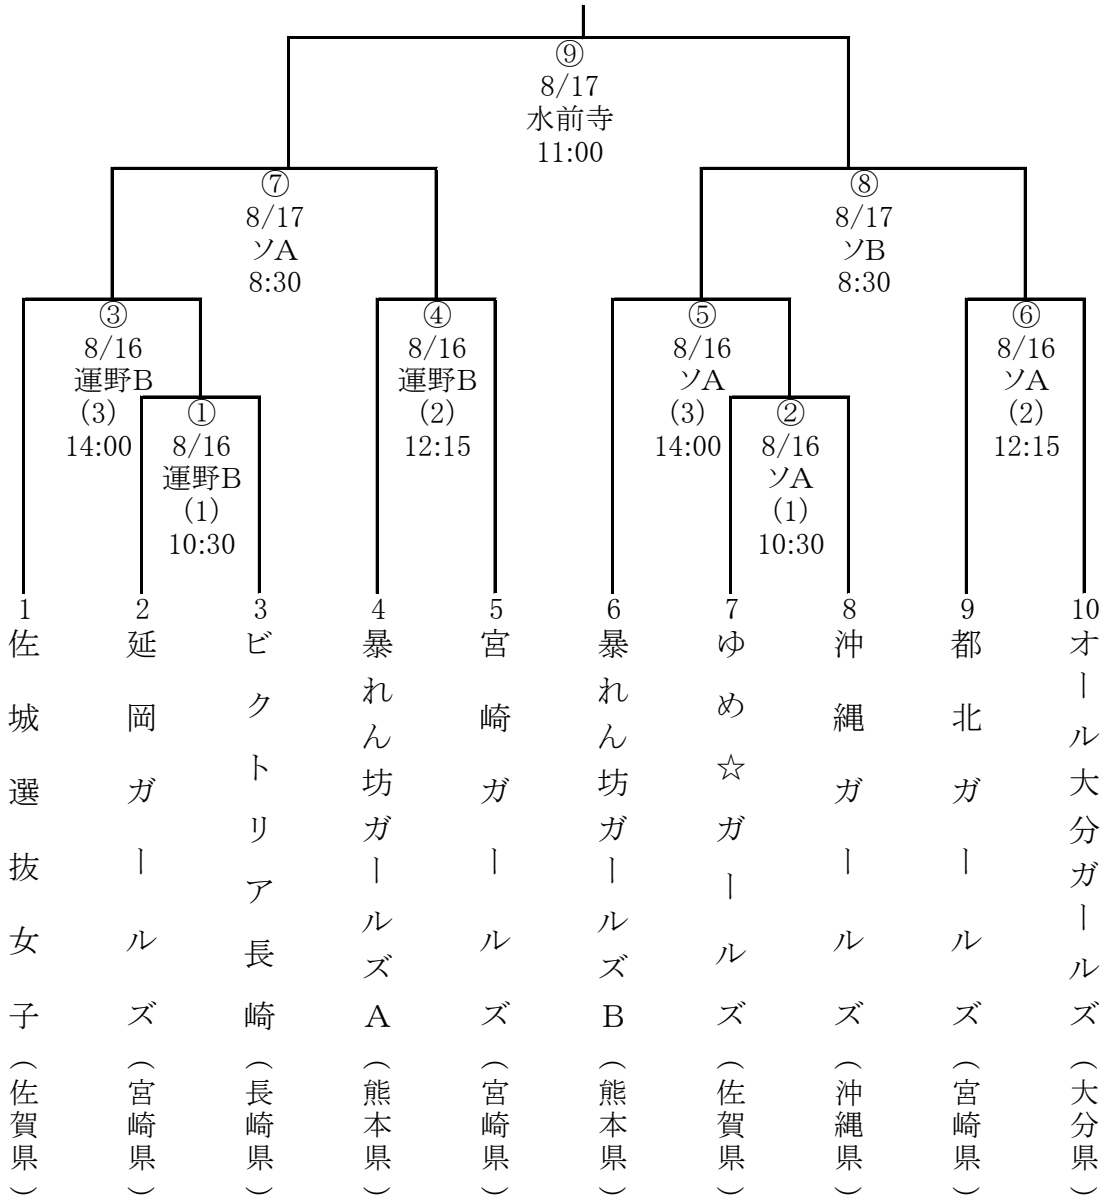 ⑨
8/17
水前寺
11:00
⑦
8/17
ソA
8:30
⑧
8/17
ソB
8:30
③
8/16
運野B
(3)
14:00
④
8/16
運野B
(2)
12:15
⑤
8/16
ソA
(3)
14:00
⑥
8/16
ソA
(2)
12:15
①
8/16
運野B
(1)
10:30
②
8/16
ソA
(1)
10:30
1
佐城選抜女子(佐賀県)
2
延岡ガールズ(宮崎県)
3
ビクトリア長崎(長崎県)
4
暴れん坊ガールズA(熊本県)
5
宮崎ガールズ(宮崎県)
6
暴れん坊ガールズB(熊本県)
7
ゆめ☆ガールズ(佐賀県)
8
沖縄ガールズ(沖縄県)
9
都北ガールズ(宮崎県)
10
オール大分ガールズ(大分県)